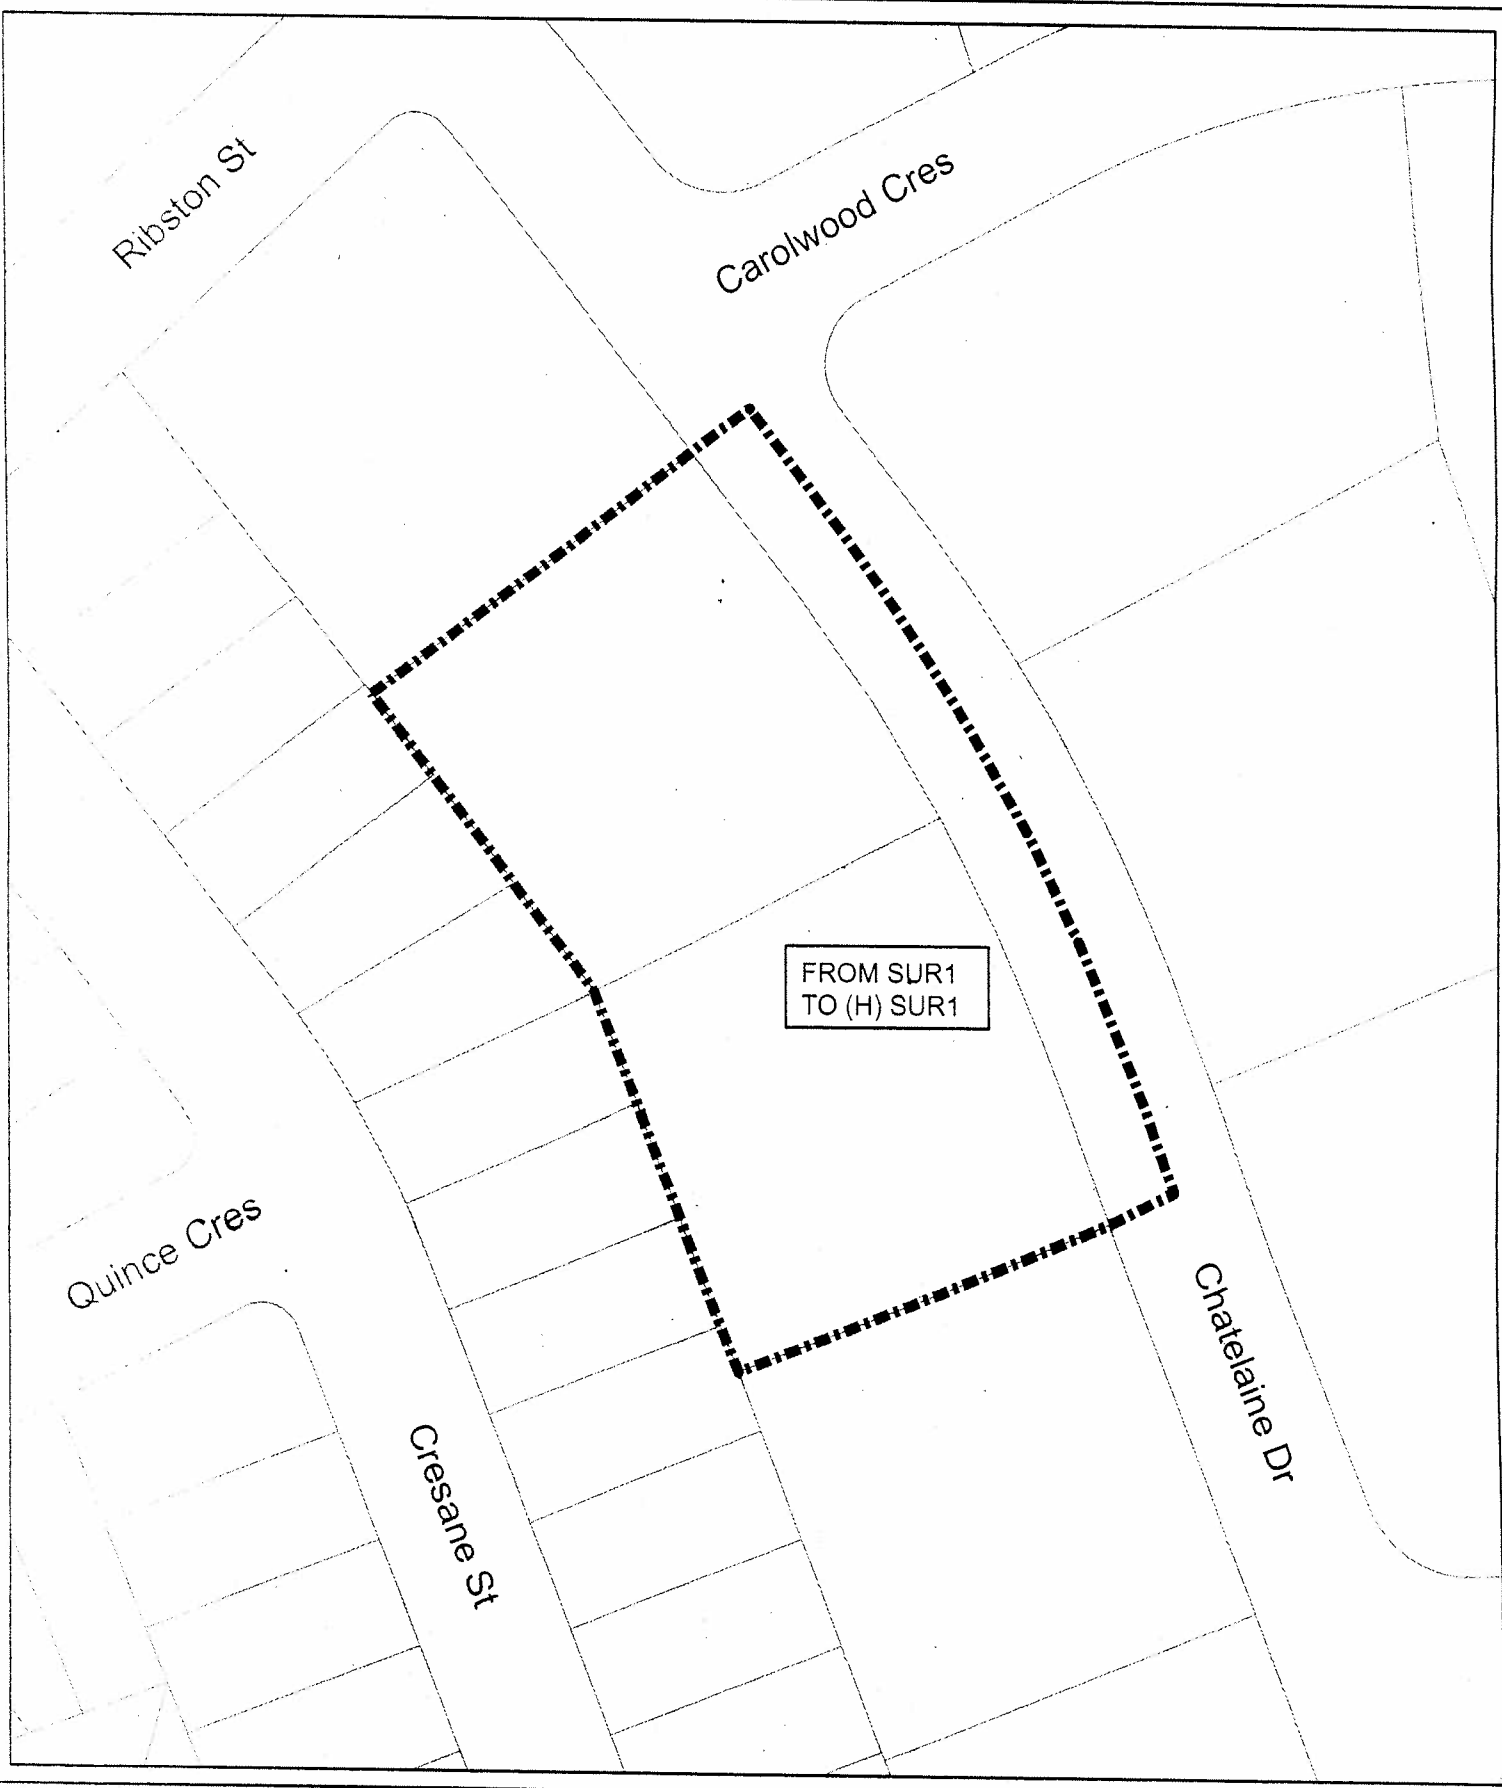 Ribston St
Carolwood Cres
FROM SUR1
TO (H) SUR1
Quince Cres
Chatelaine Dr
Cresane St